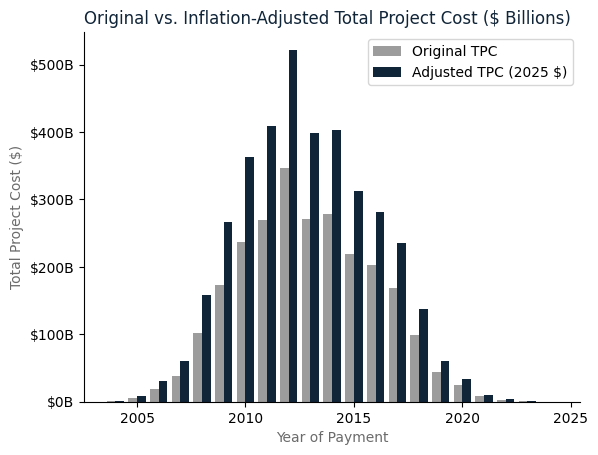 Original vs. Inflation-Adjusted Total Project Cost ($ Billions)
Original TPC
Adjusted TPC (2025 $)
$500B
$400B
$300B
$200B
$100B
$0B
Total Project Cost ($)
2005
2010
2015
2020
2025
Year of Payment